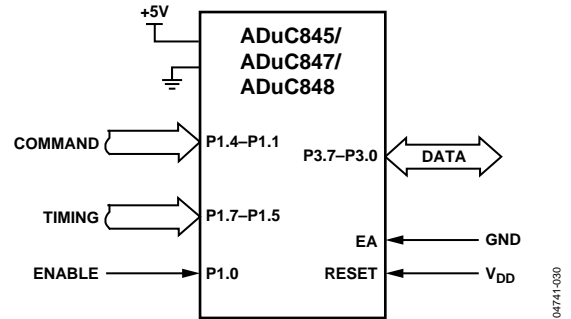 +5V
ADuC845/
ADuC847/
ADuC848
COMMAND
P1.4–P1.1
P3.7–P3.0
DATA
TIMING
P1.7–P1.5
EA
GND
ENABLE
P1.0
RESET
VDD
04741-030